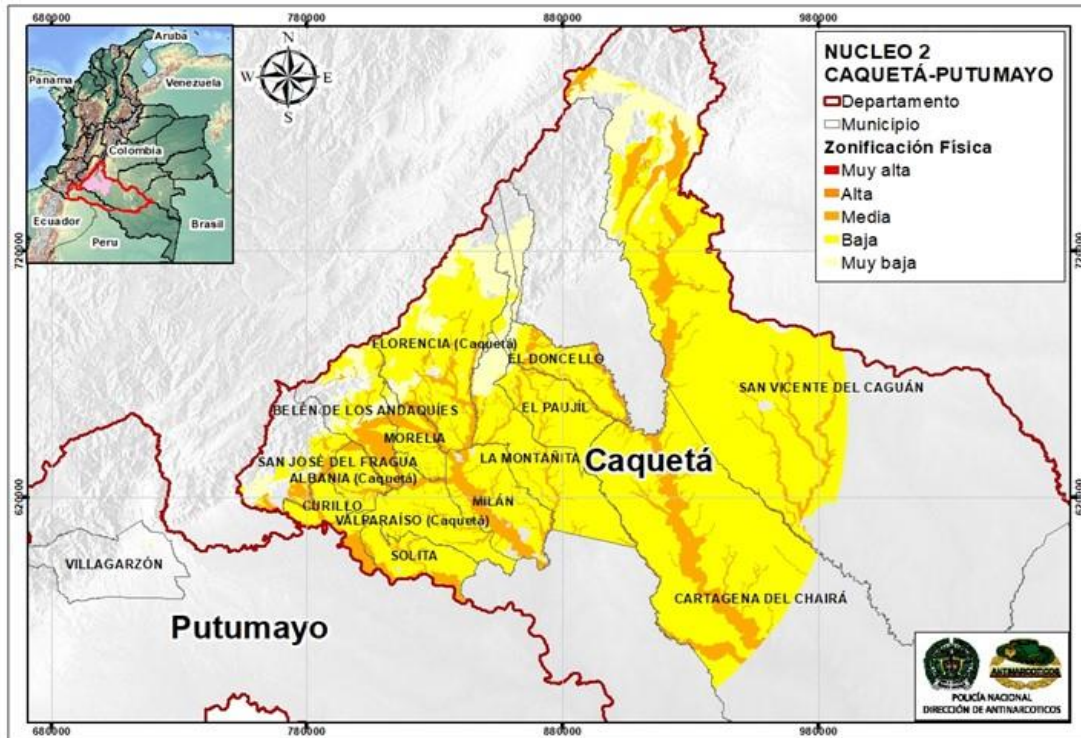 680000 780000 880000 980000
Aruba
Panama
Venezuela
Colombia
Ecuador
Peru
Brasil
N
W E
S
NUCLEO 2
CAQUETÁ-PUTUMAYO
Departamento
Municipio
Zonificación Física
Muy alta
Alta
Media
Baja
Muy baja
720000 720000
FLORENCIA (Caquetá)
EL DONCELLO
SAN VICENTE DEL CAGUÁN
BELÉN DE LOS ANDAQUÍES
EL PAUJÍL
MORELIA
SAN JOSÉ DEL FRAGUA
LA MONTAÑITA
Caquetá
ALBANIA (Caquetá)
620000 620000
CURILLO
MILÁN
VALPARAÍSO (Caquetá)
SOLITA
VILLAGARZÓN
CARTAGENA DEL CHAIRÁ
Putumayo
ANTINARCOTICOS
POLICÍA NACIONAL
DIRECCIÓN DE ANTINARCOTICOS
680000 780000 880000 980000